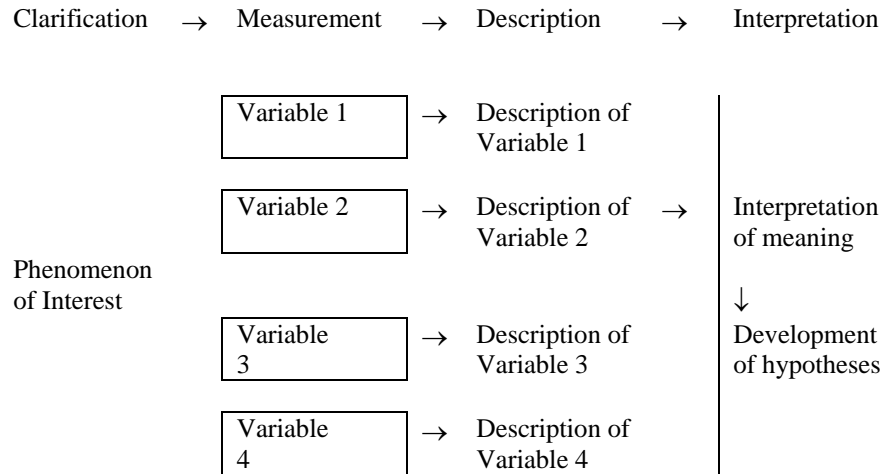 Clarification → Measurement → Description → Interpretation
Variable 1 → Description of
Variable 1
Variable 2 → Description of → Interpretation
Variable 2 of meaning
Phenomenon
of Interest ↓
Variable → Description of Development
3 Variable 3 of hypotheses
Variable → Description of
4 Variable 4